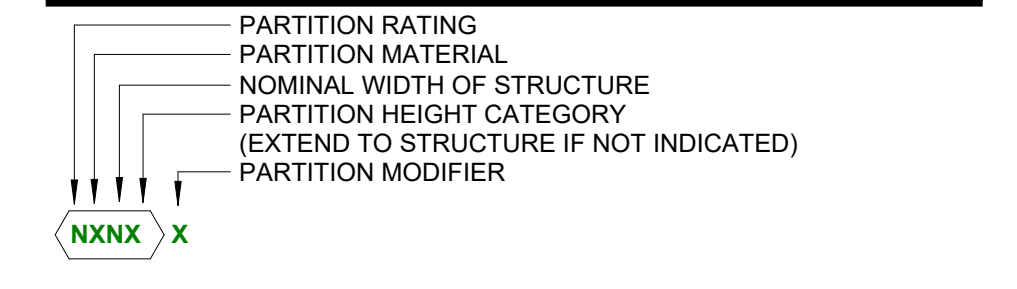 PARTITION RATING
PARTITION MATERIAL
NOMINAL WIDTH OF STRUCTURE
PARTITION HEIGHT CATEGORY
(EXTEND TO STRUCTURE IF NOT INDICATED)
PARTITION MODIFIER
NXNX X